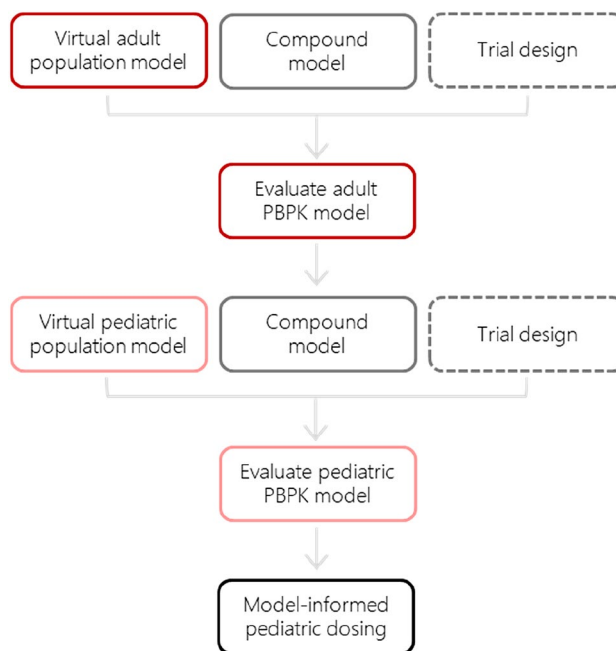 Virtual adult
population model
Compound
model
Trial design
Evaluate adult
PBPK model
Virtual pediatric
population model
Compound
model
Trial design
Evaluate pediatric
PBPK model
Model-informed
pediatric dosing